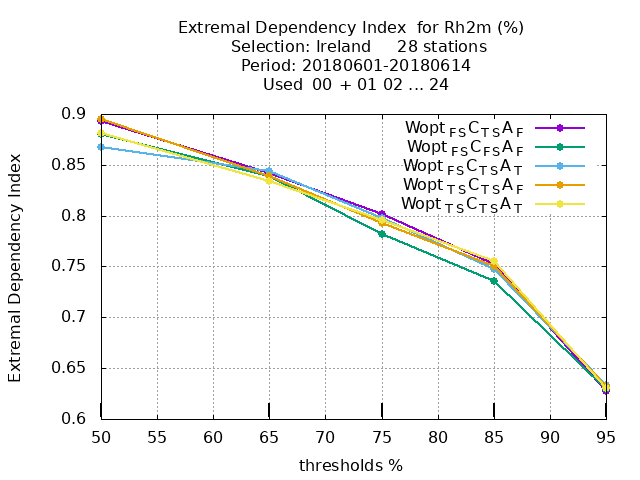 Extremal Dependency Index for Rh2m (%)
Selection: Ireland 28 stations
Period: 20180601-20180614
Used 00 + 01 02 ... 24
Extremal Dependency Index
0.9
0.85
0.8
0.75
0.7
0.65
0.6
Wopt FS C TS A F
Wopt FS C FS A F
Wopt FS C TS A T
Wopt TS C TS A F
Wopt TS C TS A T
50 55 60 65 70 75 80 85 90 95
thresholds %